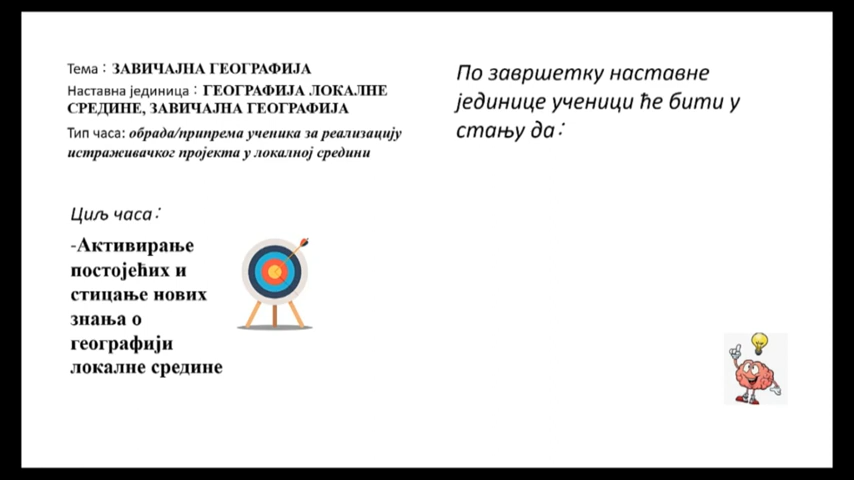 Тема : ЗАВИЧАЈНА ГЕОГРАФИЈА
Наставна јединица : ГЕОГРАФИЈА ЛОКАЛНЕ
СРЕДИНЕ, ЗАВИЧАЈНА ГЕОГРАФИЈА
Тип часа: обрада/припрема ученика за реализацију
истраживачког пројекта у локалној средини
Циљ часа :
-Активирање
постојећих и
стицање нових
знања о
географији
локалне средине
По завршетку наставне
јединице ученици ће бити у
стању да :